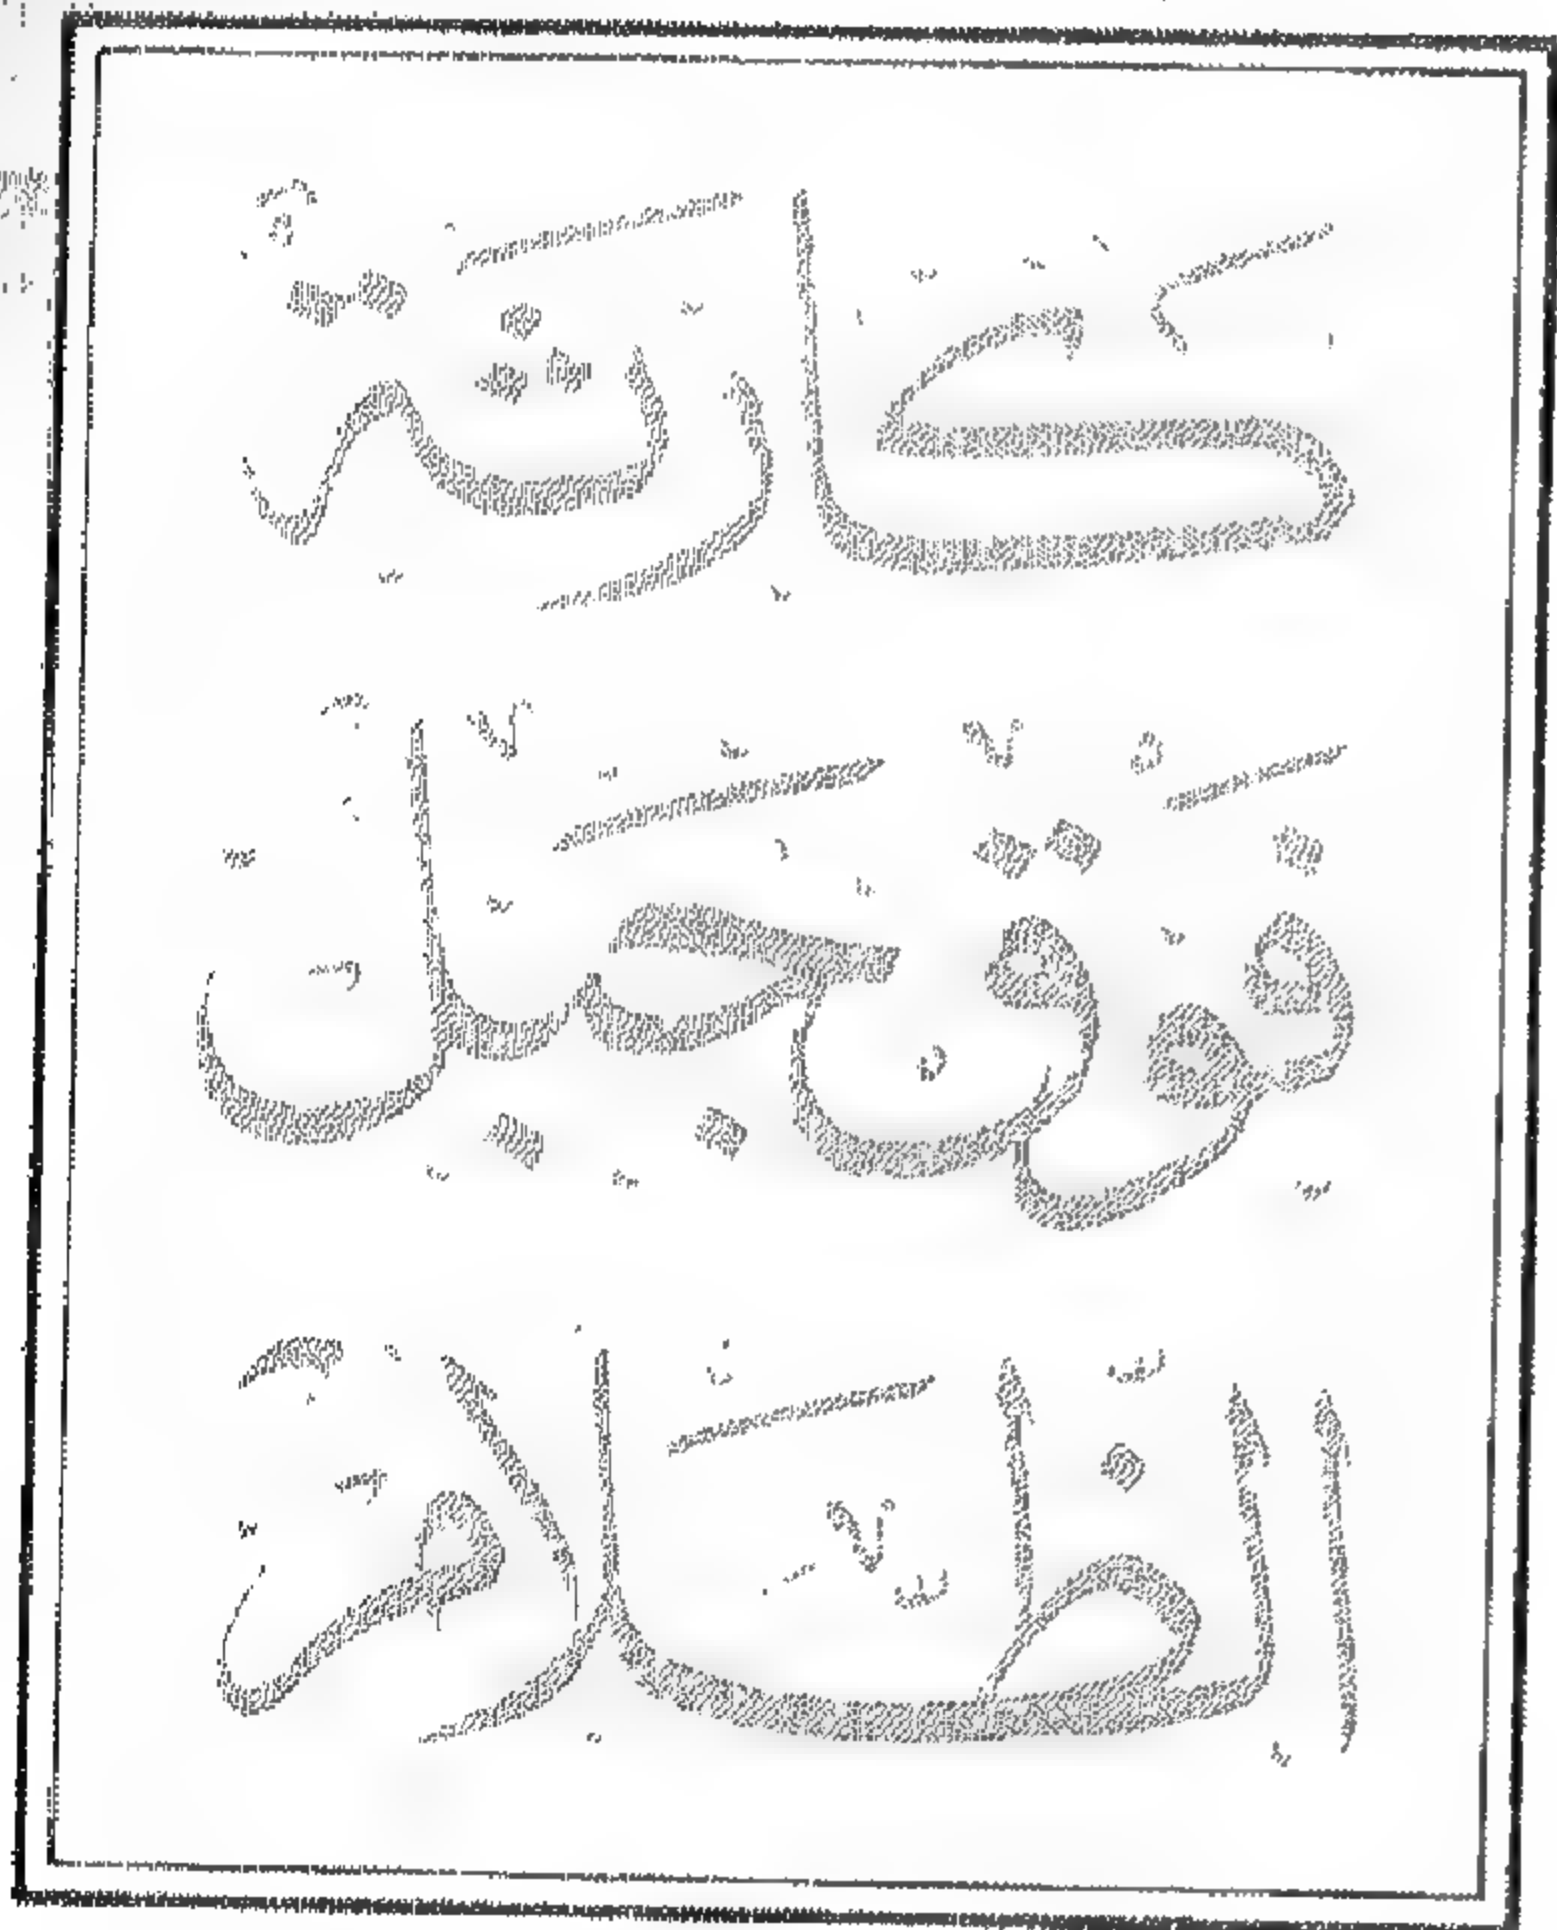 كارثة
فوق جبل
الظلام